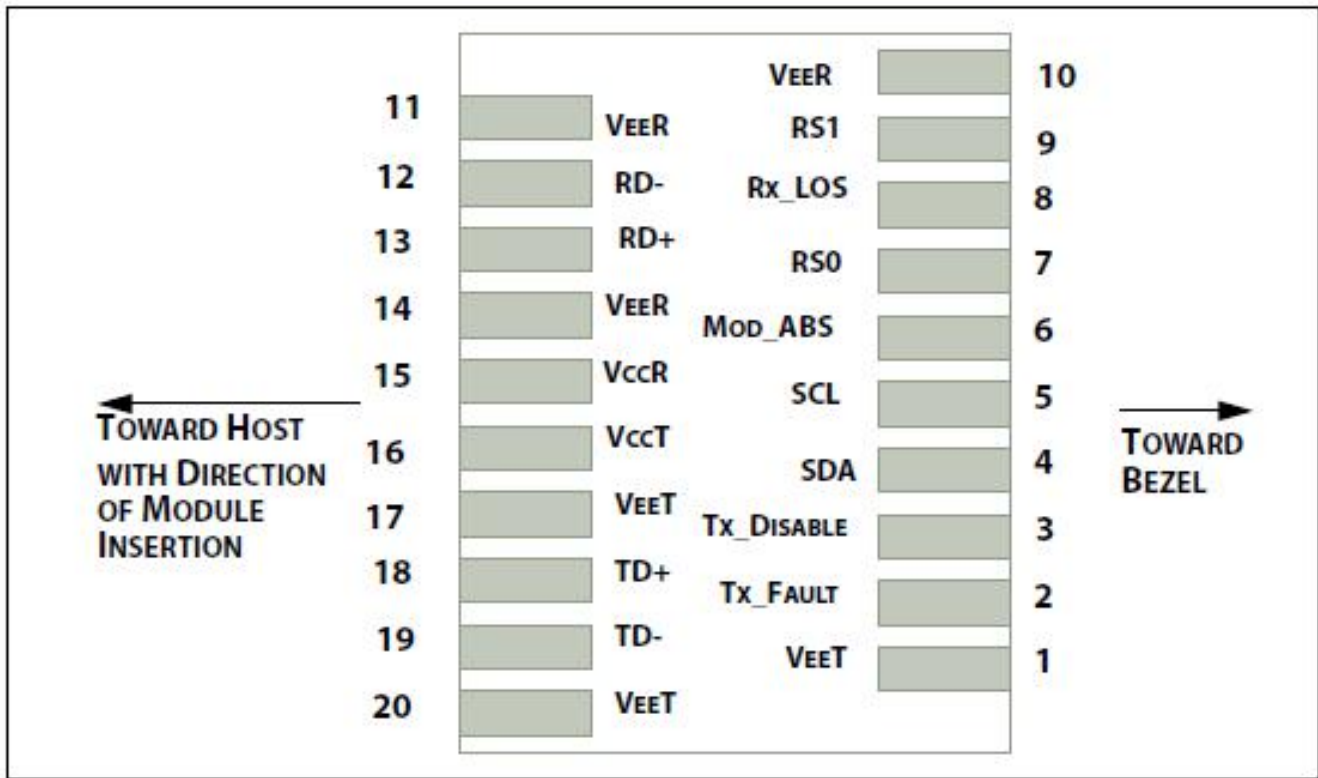 VEER 10
11 VEER
RS1 9
12 RD-
Rx_LOS 8
13 RD+
RS0 7
14 VEER
MOD_ABS 6
15 VccR
SCL 5
TOWARD HOST
WITH DIRECTION
OF MODULE
INSERTION
16 VccT
SDA 4
TOWARD
BEZEL
17 VEET
Tx_DISABLE 3
18 TD+
Tx_FAULT 2
19 TD-
VEET 1
20 VEET